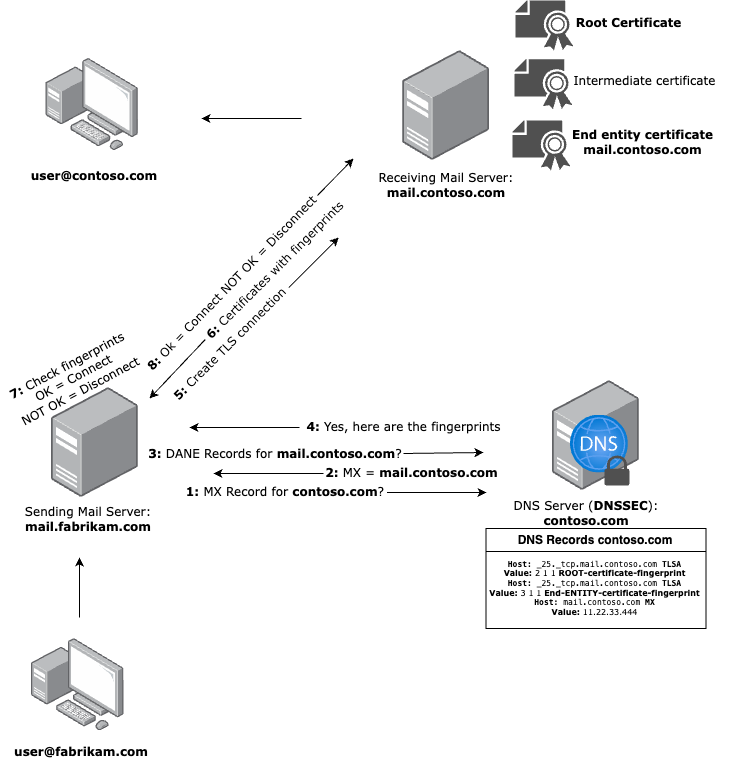 Root Certificate
Intermediate certificate
End entity certificate
mail.contoso.com
user@contoso.com
Receiving Mail Server:
mail.contoso.com
8: Ok = Connect NOT OK = Disconnect
6: Certificates with fingerprints
5: Create TLS connection
7: Check fingerprints
OK = Connect
NOT OK = Disconnect
4: Yes, here are the fingerprints
3: DANE Records for mail.contoso.com?
2: MX = mail.contoso.com
1: MX Record for contoso.com?
Sending Mail Server:
mail.fabrikam.com
DNS
DNS Server (DNSSEC):
contoso.com
DNS Records contoso.com
Host: _25._tcp.mail.contoso.com TLSA
Value: 2 1 1 ROOT-certificate-fingerprint
Host: _25._tcp.mail.contoso.com TLSA
Value: 3 1 1 End-ENTITY-certificate-fingerprint
Host: mail.contoso.com MX
Value: 11.22.33.444
user@fabrikam.com